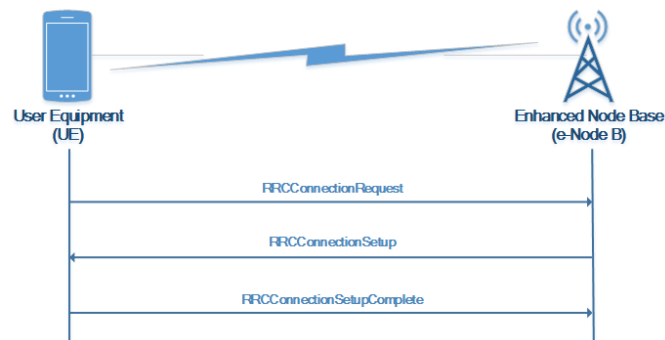 User Equipment
(UE)
Enhanced Node Base
(e-Node B)
RRCConnectionRequest
RRCConnectionSetup
RRCConnectionSetupComplete